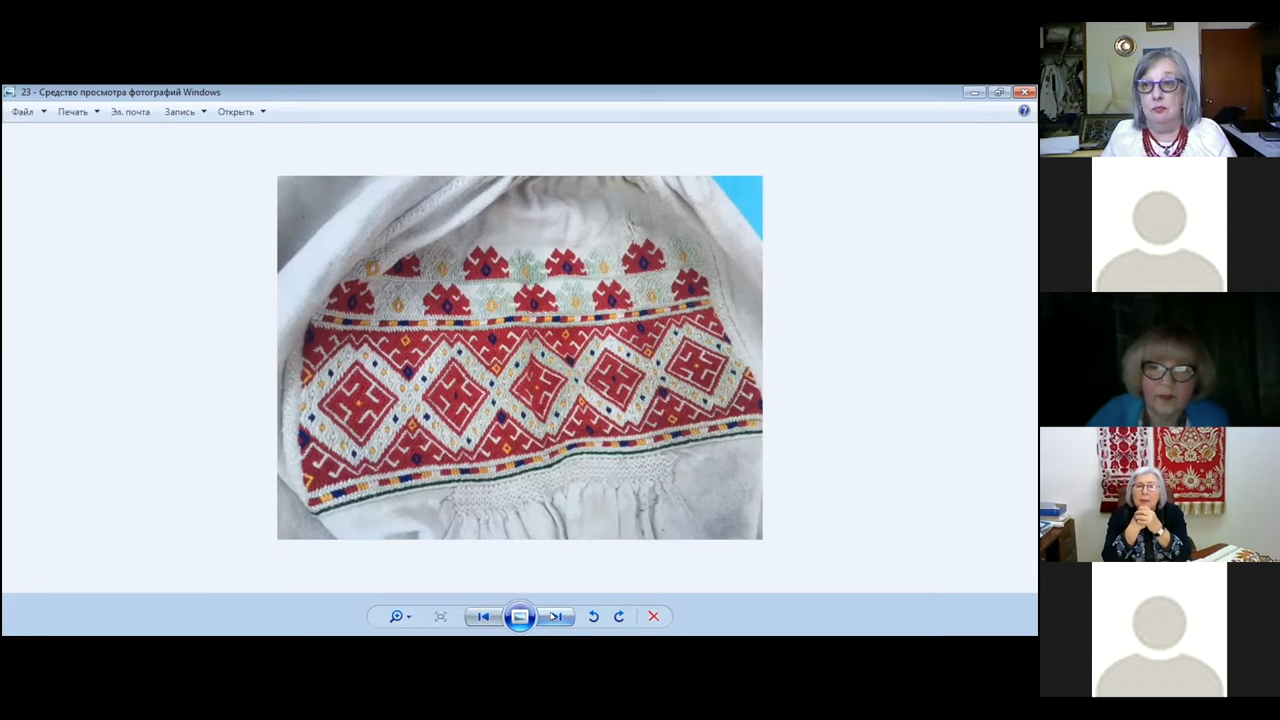 23 - Средство просмотра фотографий Windows
Файл Печать Эл. почта Запись Открыть